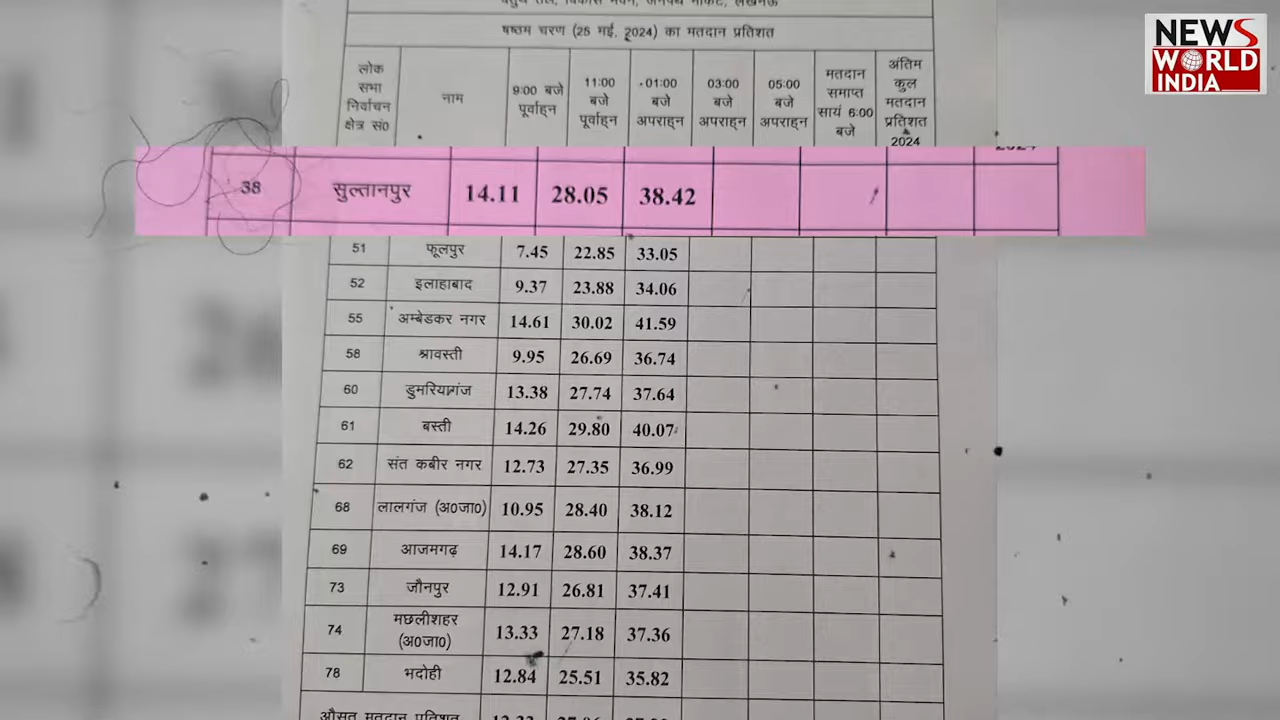 NEWS
WORLD
INDIA
षष्ठम चरण (25 मई, 2024) का मतदान प्रतिशत
लोक सभा निर्वाचन क्षेत्र सं० नाम 9:00 बजे पूर्वाह्न 11:00 बजे पूर्वाह्न 01:00 बजे अपराह्न 03:00 बजे अपराह्न 05:00 बजे अपराह्न मतदान समाप्त सायं 6:00 बजे अंतिम कुल मतदान प्रतिशत 2024
38 सुल्तानपुर 14.11 28.05 38.42
51 फूलपुर 7.45 22.85 33.05
52 इलाहाबाद 9.37 23.88 34.06
55 अम्बेडकर नगर 14.61 30.02 41.59
58 श्रावस्ती 9.95 26.69 36.74
60 डुमरियागंज 13.38 27.74 37.64
61 बस्ती 14.26 29.80 40.07
62 संत कबीर नगर 12.73 27.35 36.99
68 लालगंज (अ0जा0) 10.95 28.40 38.12
69 आजमगढ़ 14.17 28.60 38.37
73 जौनपुर 12.91 26.81 37.41
74 मछलीशहर (अ0जा0) 13.33 27.18 37.36
78 भदोही 12.84 25.51 35.82
औसत मतदान प्रतिशत